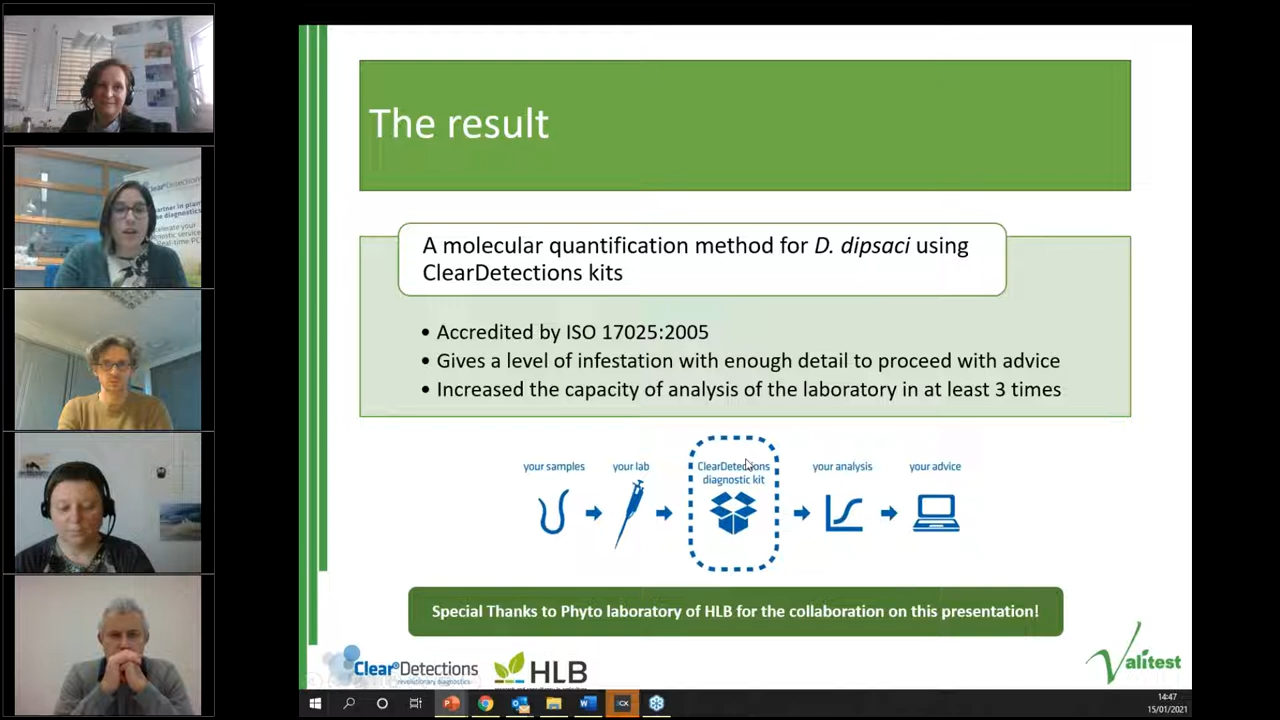 The result
A molecular quantification method for D. dipsaci using
ClearDetections kits
• Accredited by ISO 17025:2005
• Gives a level of infestation with enough detail to proceed with advice
• Increased the capacity of analysis of the laboratory in at least 3 times
your samples
your lab
ClearDetections
diagnostic kit
your analysis
your advice
Special Thanks to Phyto laboratory of HLB for the collaboration on this presentation!
Clear Detections
revolutionary diagnostics
HLB
Valitest
14:47
15/01/2021